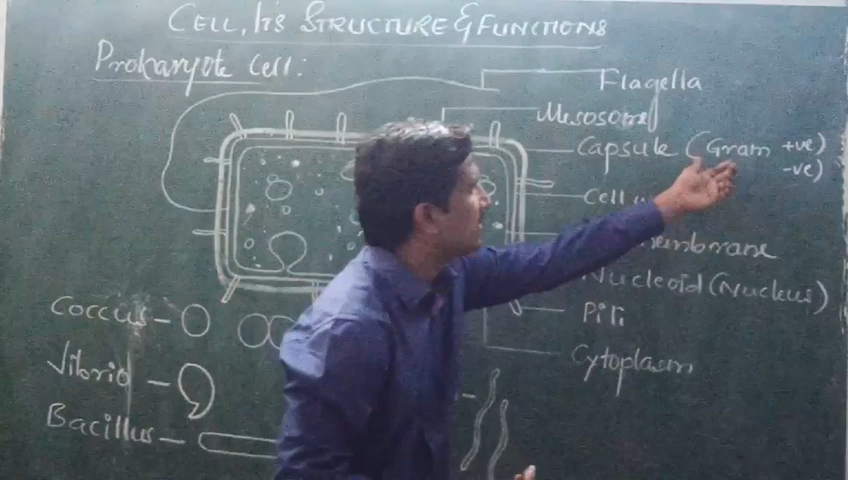 CELL, ITS STRUCTURE & FUNCTIONS
Prokaryote Cell:
Flagella
Mesosome
Capsule (Gram +ve)
-ve)
Cell
membrane
Nucleoid (Nucleus)
Pili
Cytoplasm
Coccus -
Vibrio -
Bacillus -